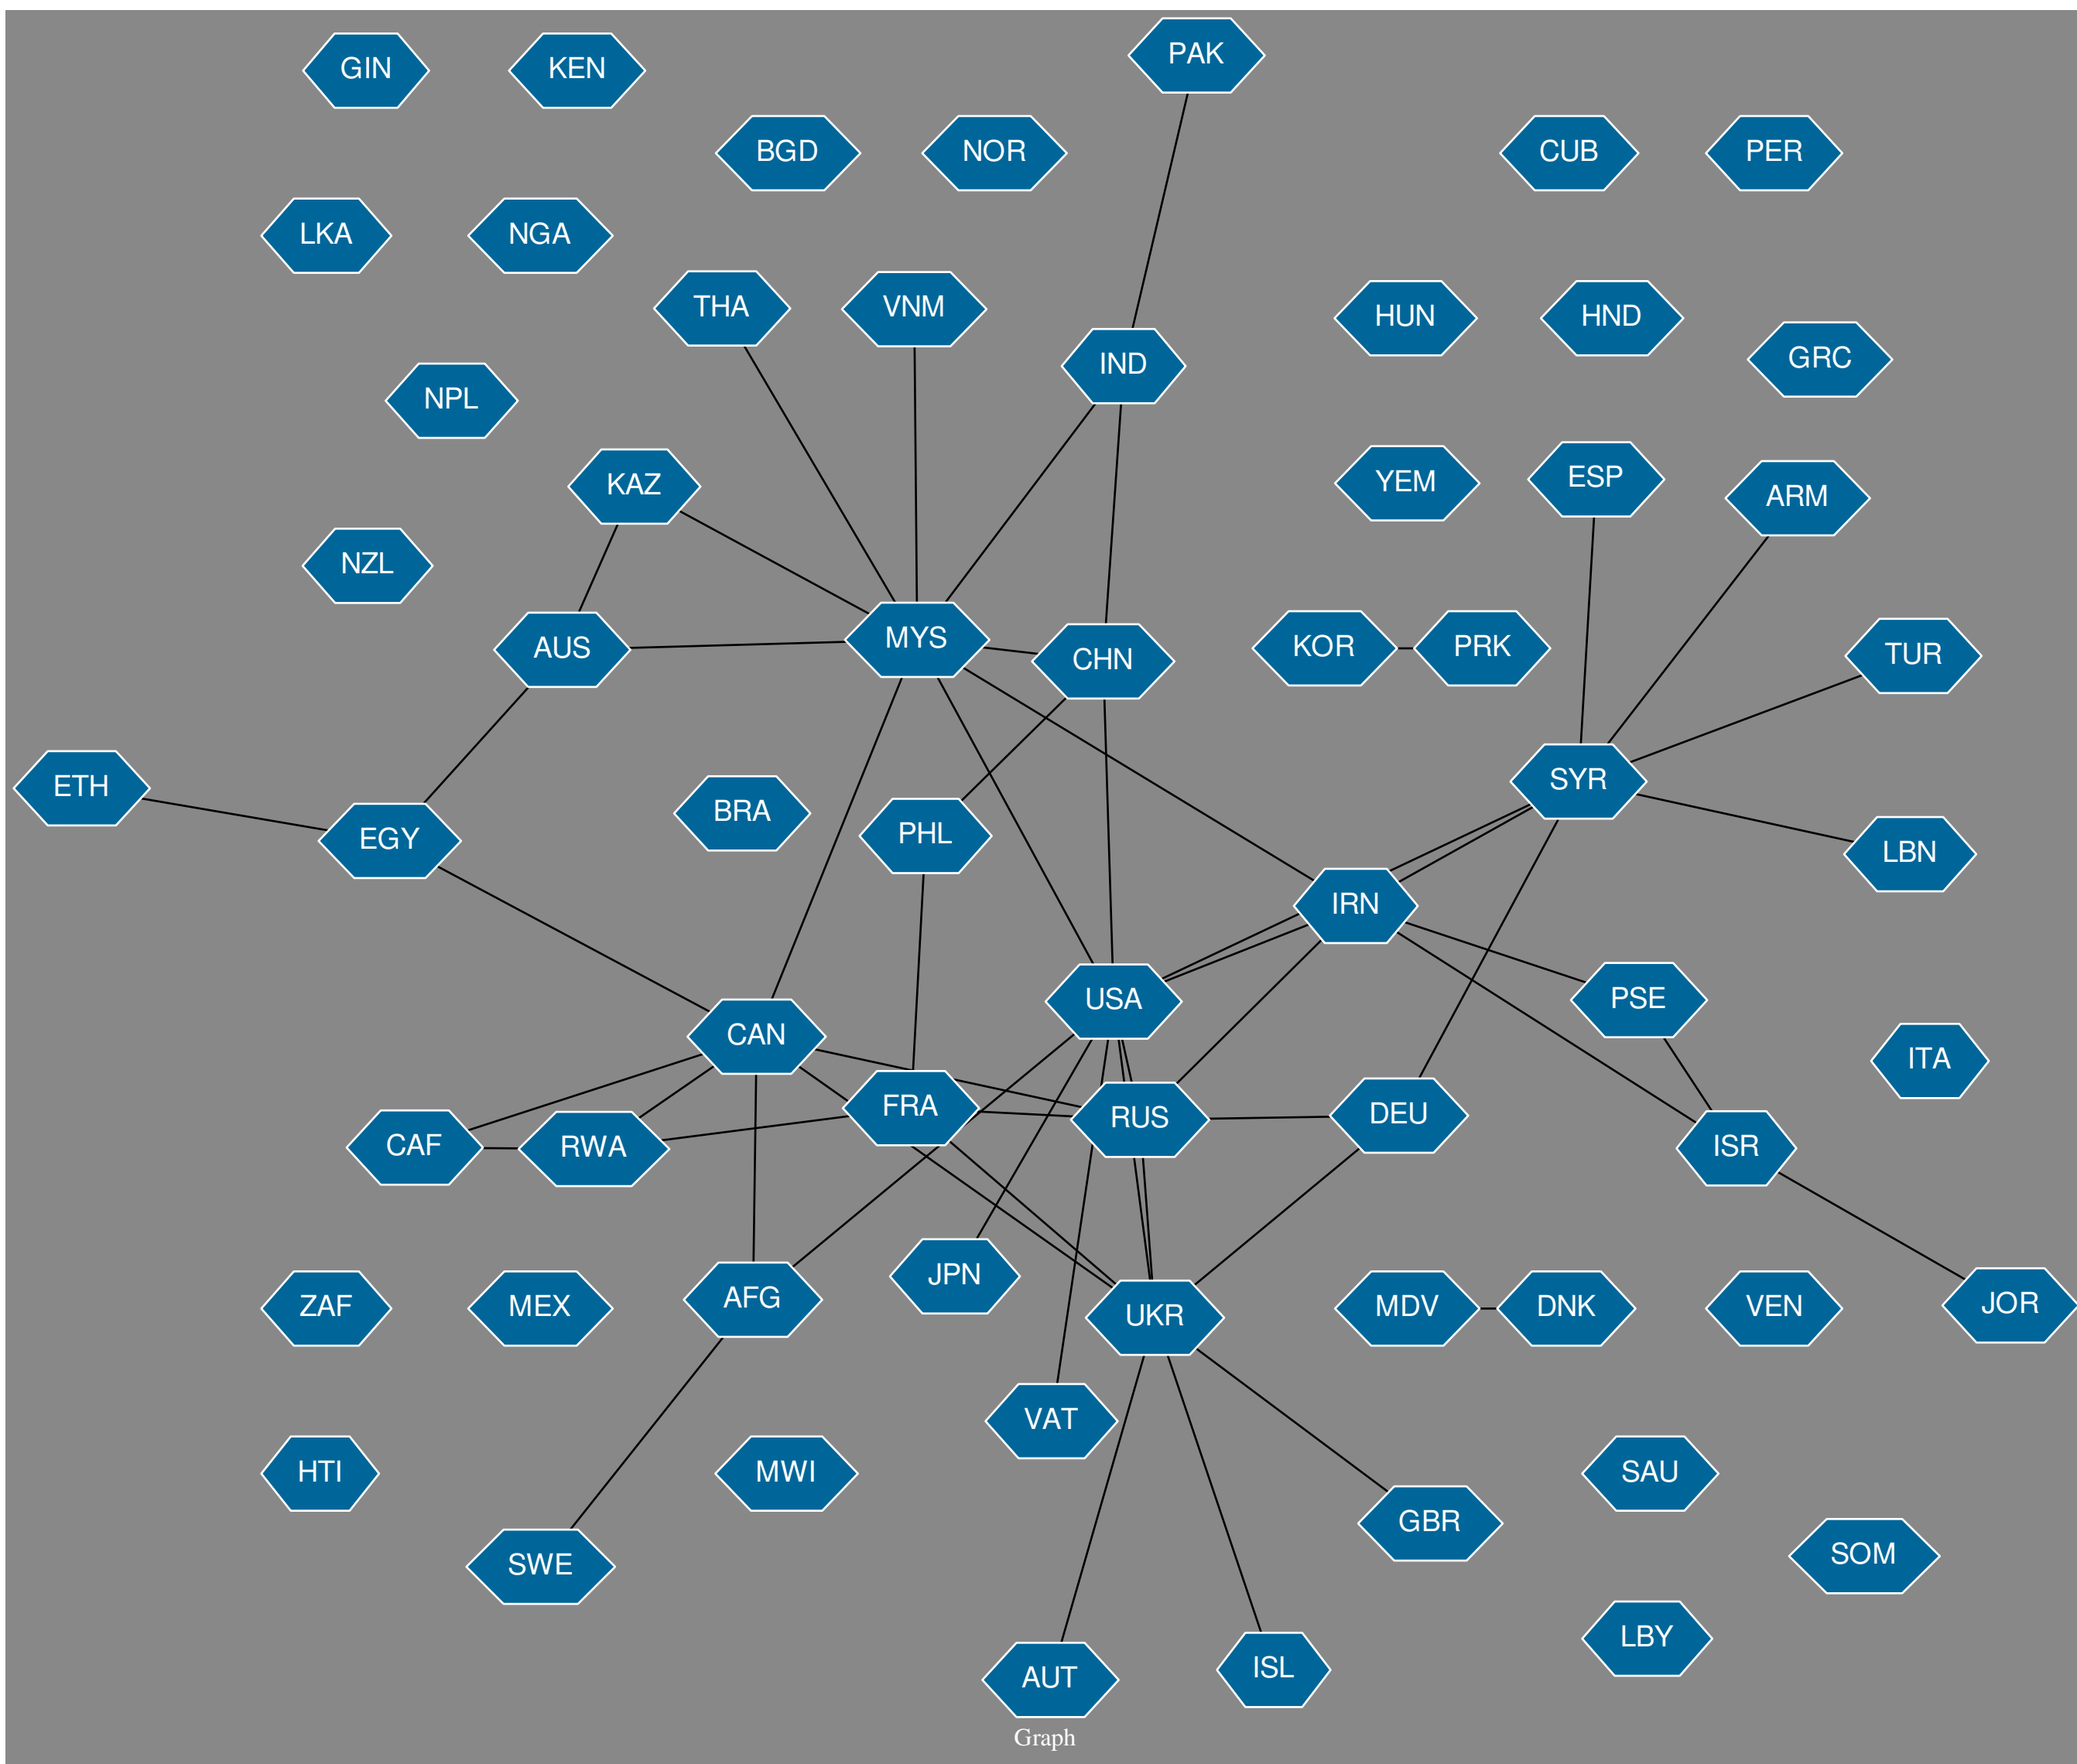 PAK
GIN
KEN
BGD
NOR
CUB
PER
LKA
NGA
THA
VNM
HUN
HND
GRC
IND
NPL
KAZ
YEM
ESP
ARM
NZL
AUS
MYS
CHN
KOR
PRK
TUR
ETH
EGY
BRA
PHL
SYR
LBN
IRN
CAN
USA
PSE
ITA
CAF
RWA
FRA
RUS
DEU
ISR
ZAF
MEX
AFG
JPN
UKR
MDV
DNK
VEN
JOR
HTI
MWI
VAT
SAU
SWE
GBR
SOM
AUT
ISL
LBY
Graph